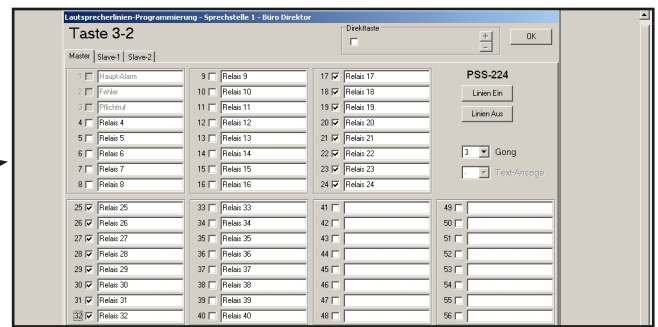 Lautsprecherlinien-Programmierung - Sprechstelle 1 - Büro Direktor
Taste 3-2
Direkttaste
+
-
OK
Master Slave-1 Slave-2
1 Haupt-Alarm
2 Fehler
3 Pflichtruf
4 Relais 4
5 Relais 5
6 Relais 6
7 Relais 7
8 Relais 8
9 Relais 9
10 Relais 10
11 Relais 11
12 Relais 12
13 Relais 13
14 Relais 14
15 Relais 15
16 Relais 16
17 Relais 17
18 Relais 18
19 Relais 19
20 Relais 20
21 Relais 21
22 Relais 22
23 Relais 23
24 Relais 24
PSS-224
Linien Ein
Linien Aus
3 Gong
- Text-Anseige
25 Relais 25
26 Relais 26
27 Relais 27
28 Relais 28
29 Relais 29
30 Relais 30
31 Relais 31
32 Relais 32
33 Relais 33
34 Relais 34
35 Relais 35
36 Relais 36
37 Relais 37
38 Relais 38
39 Relais 39
40 Relais 40
41
42
43
44
45
46
47
48
49
50
51
52
53
54
55
56